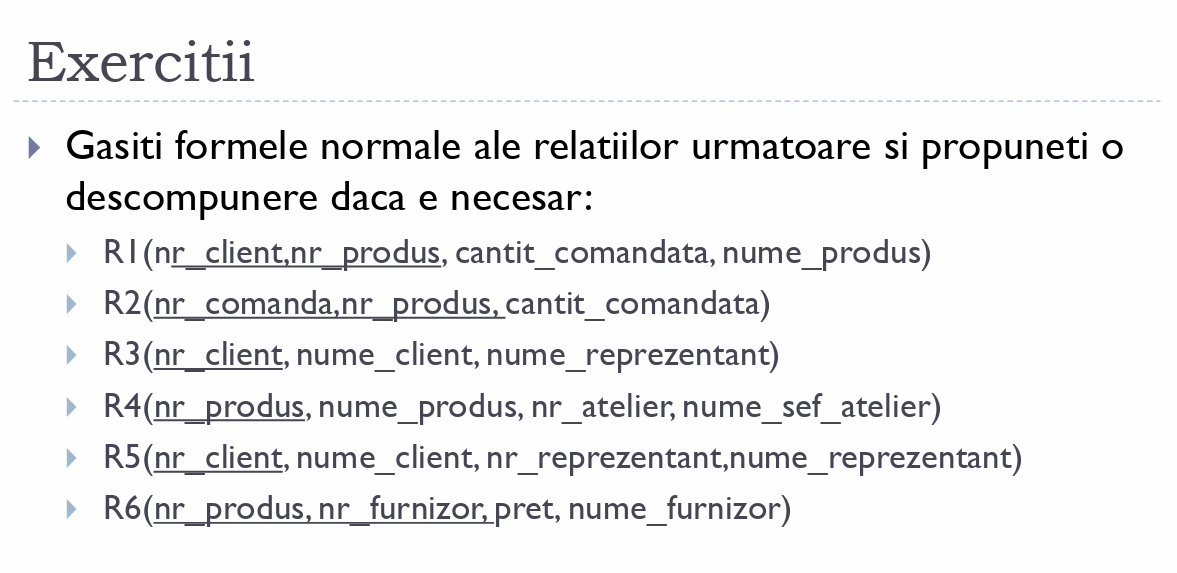 Exercitii
Gasiti formele normale ale relatiilor urmatoare si propuneti o
descompunere daca e necesar:
R1(nr_client,nr_produs, cantit_comandata, nume_produs)
R2(nr_comanda,nr_produs, cantit_comandata)
R3(nr_client, nume_client, nume_reprezentant)
R4(nr_produs, nume_produs, nr_atelier, nume_sef_atelier)
R5(nr_client, nume_client, nr_reprezentant,nume_reprezentant)
R6(nr_produs, nr_furnizor, pret, nume_furnizor)